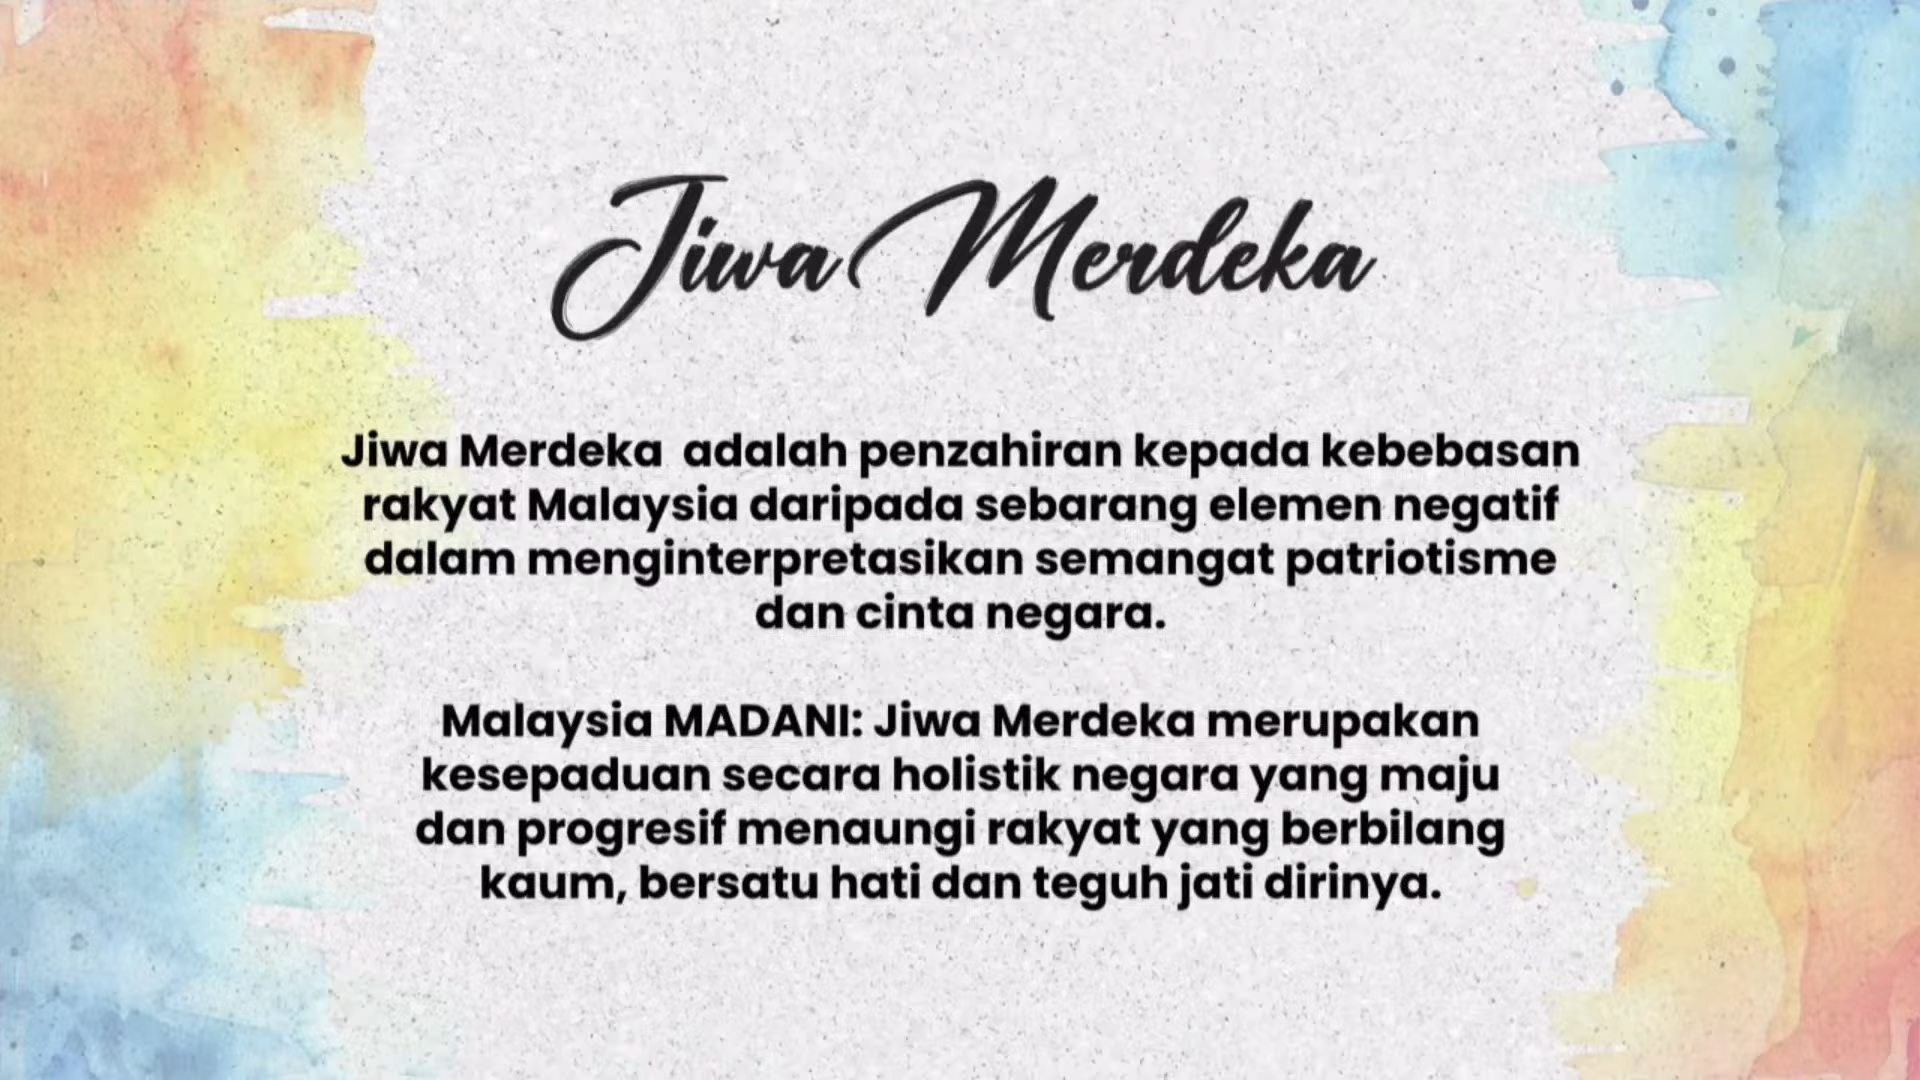 Jiwa Merdeka
Jiwa Merdeka adalah penzahiran kepada kebebasan
rakyat Malaysia daripada sebarang elemen negatif
dalam menginterpretasikan semangat patriotisme
dan cinta negara.
Malaysia MADANI: Jiwa Merdeka merupakan
kesepaduan secara holistik negara yang maju
dan progresif menaungi rakyat yang berbilang
kaum, bersatu hati dan teguh jati dirinya.